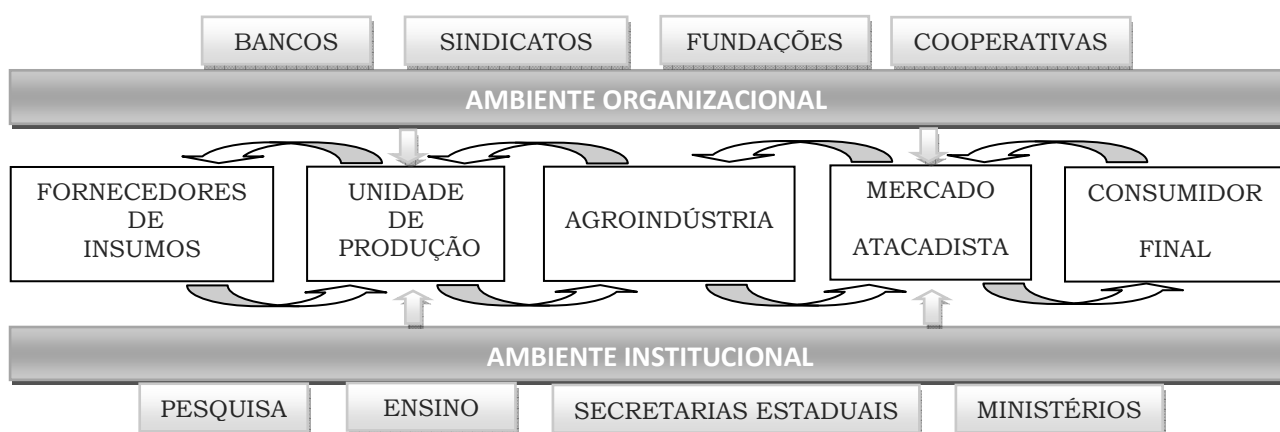 BANCOS
SINDICATOS
FUNDAÇÕES
COOPERATIVAS
AMBIENTE ORGANIZACIONAL
FORNECEDORES
DE
INSUMOS
UNIDADE
DE
PRODUÇÃO
AGROINDÚSTRIA
MERCADO
ATACADISTA
CONSUMIDOR
FINAL
AMBIENTE INSTITUCIONAL
PESQUISA
ENSINO
SECRETARIAS ESTADUAIS
MINISTÉRIOS